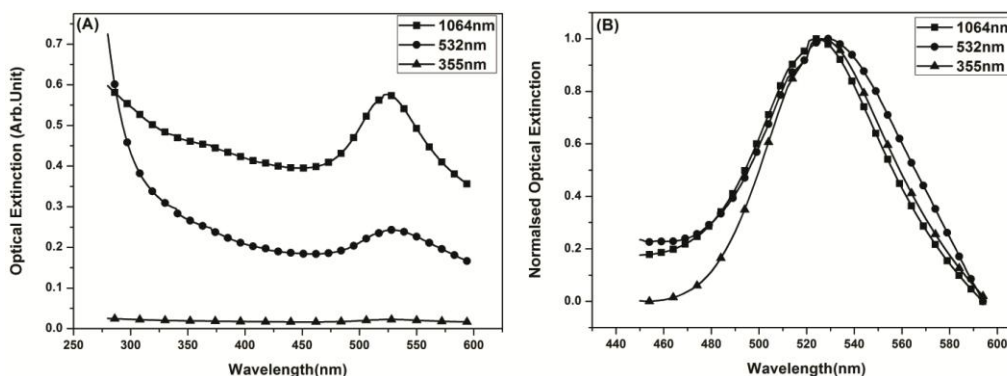 (A)
1064nm
532nm
355nm
Optical Extinction (Arb.Unit)
0.7
0.6
0.5
0.4
0.3
0.2
0.1
0.0
250 300 350 400 450 500 550 600 650
Wavelength(nm)
(B)
1064nm
532nm
355nm
Normalised Optical Extinction
1.0
0.8
0.6
0.4
0.2
0.0
440 460 480 500 520 540 560 580 600
Wavelength(nm)